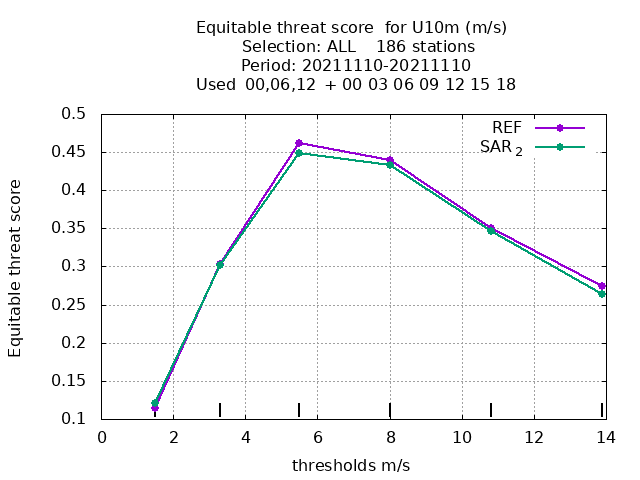 Equitable threat score  for U10m (m/s)
Selection: ALL    186 stations
Period: 20211110-20211110
Used  00,06,12  + 00 03 06 09 12 15 18
REF
SAR 2
0.5
0.45
0.4
0.35
0.3
0.25
0.2
0.15
0.1
Equitable threat score
0 2 4 6 8 10 12 14
thresholds m/s